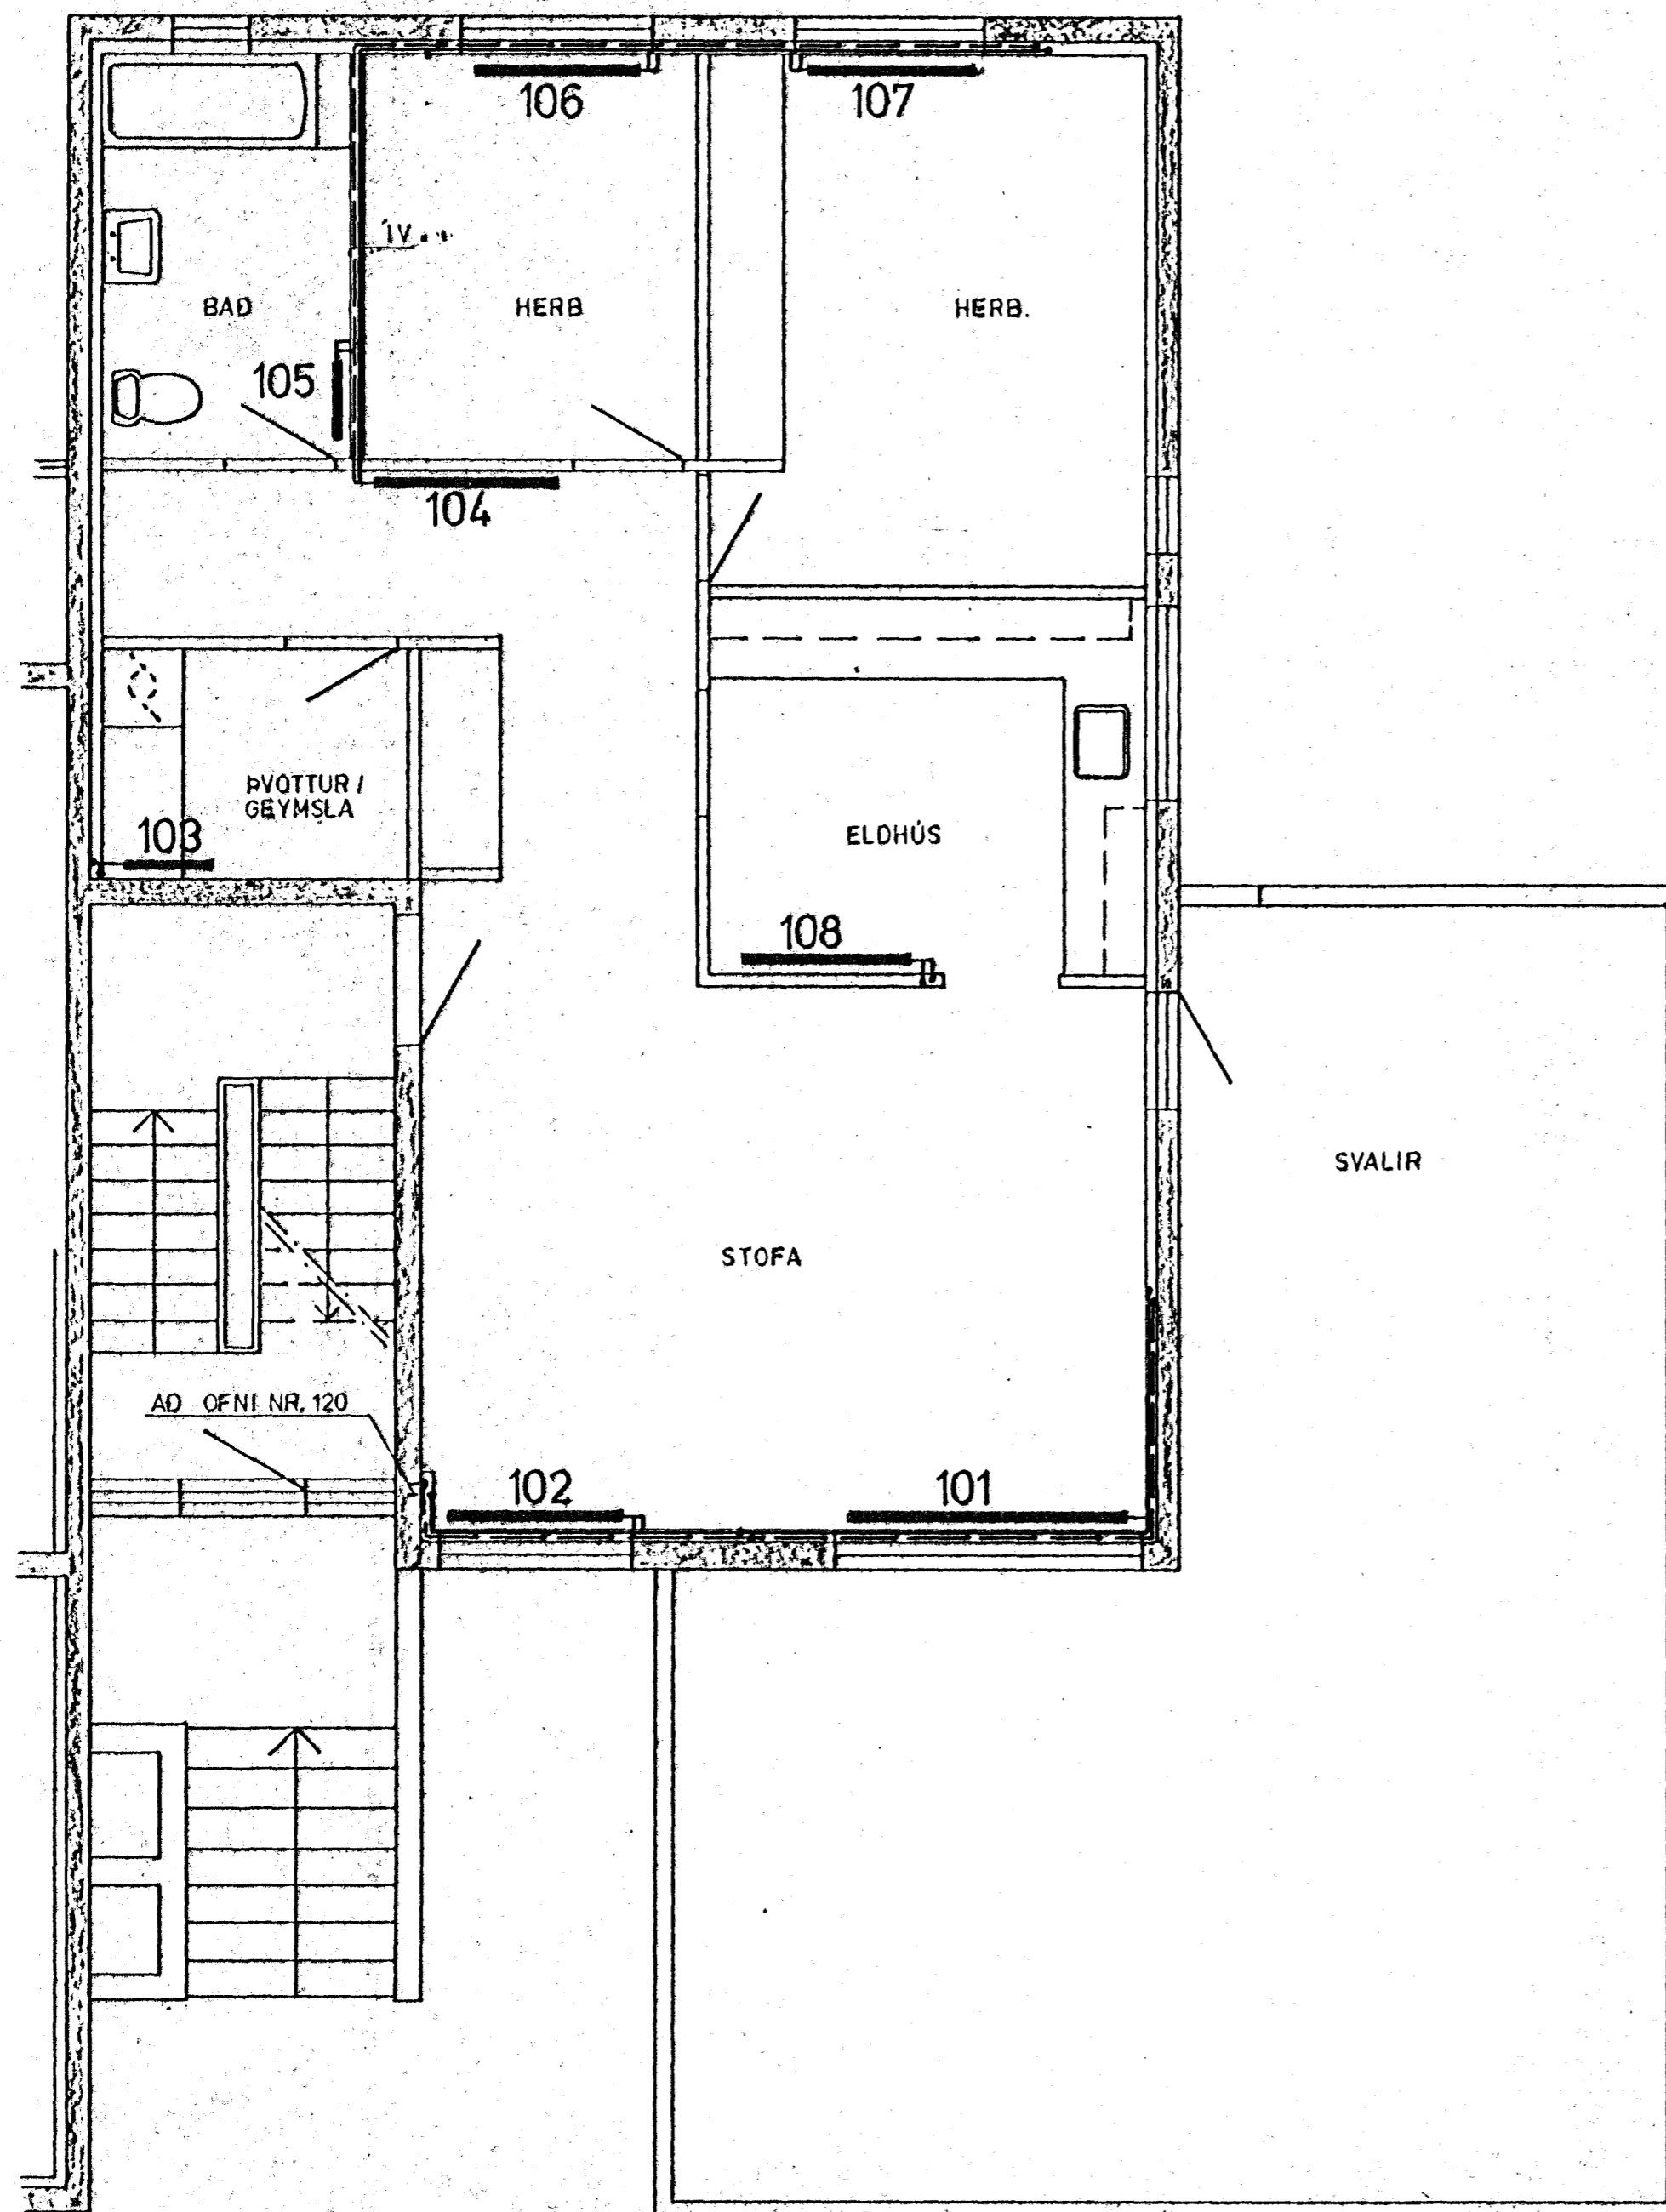 106
107
ÍV.
BAÐ
HERB
HERB.
105
104
ÞVOTTUR /
GEYMSLA
103
ELDHÚS
108
SVALIR
STOFA
AÐ OFNI NR. 120
102
101